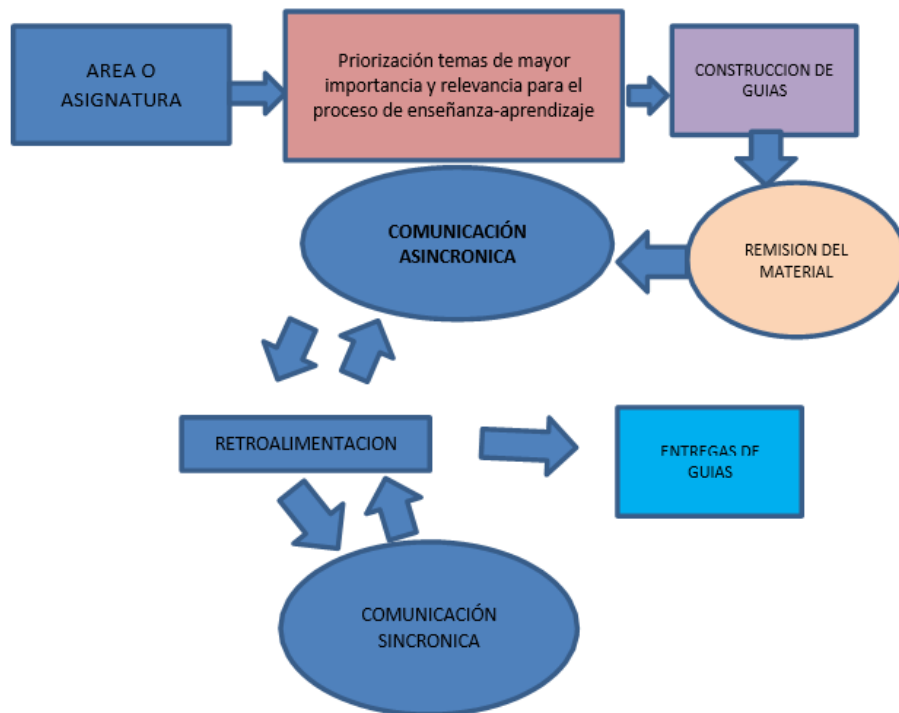 AREA O
ASIGNATURA
Priorización temas de mayor
importancia y relevancia para el
proceso de enseñanza-aprendizaje
CONSTRUCCION DE
GUIAS
COMUNICACIÓN
ASINCRONICA
REMISION DEL
MATERIAL
RETROALIMENTACION
ENTREGAS DE
GUIAS
COMUNICACIÓN
SINCRONICA